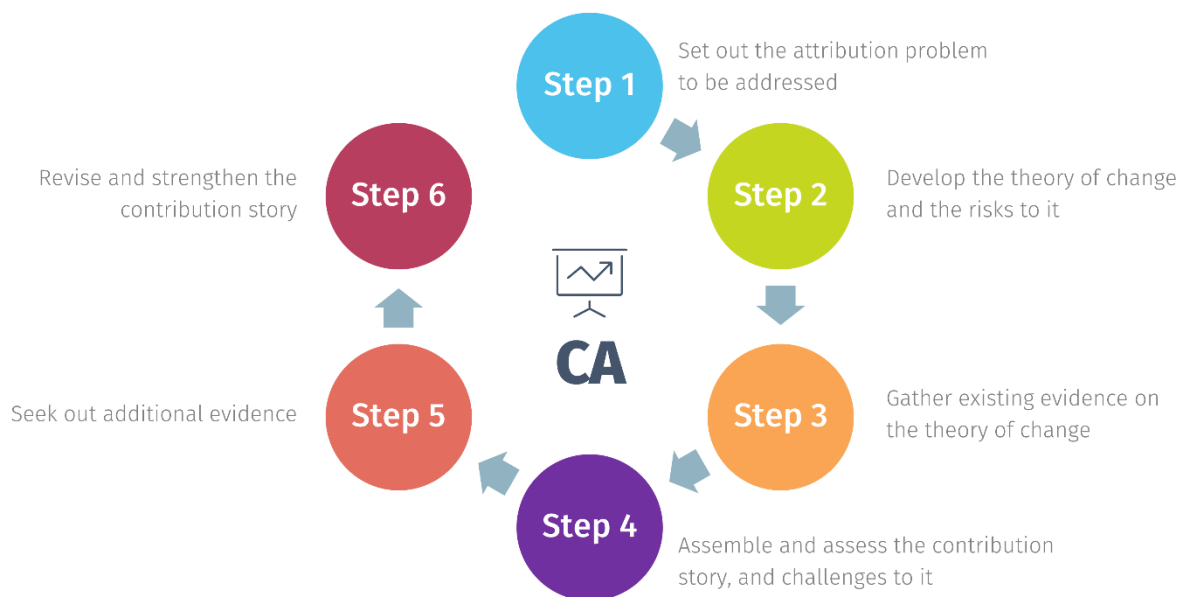 Step 1
Set out the attribution problem
to be addressed
Step 2
Develop the theory of change
and the risks to it
Step 3
Gather existing evidence on
the theory of change
Step 4
Assemble and assess the contribution
story, and challenges to it
Step 5
Seek out additional evidence
Step 6
Revise and strengthen the
contribution story
CA